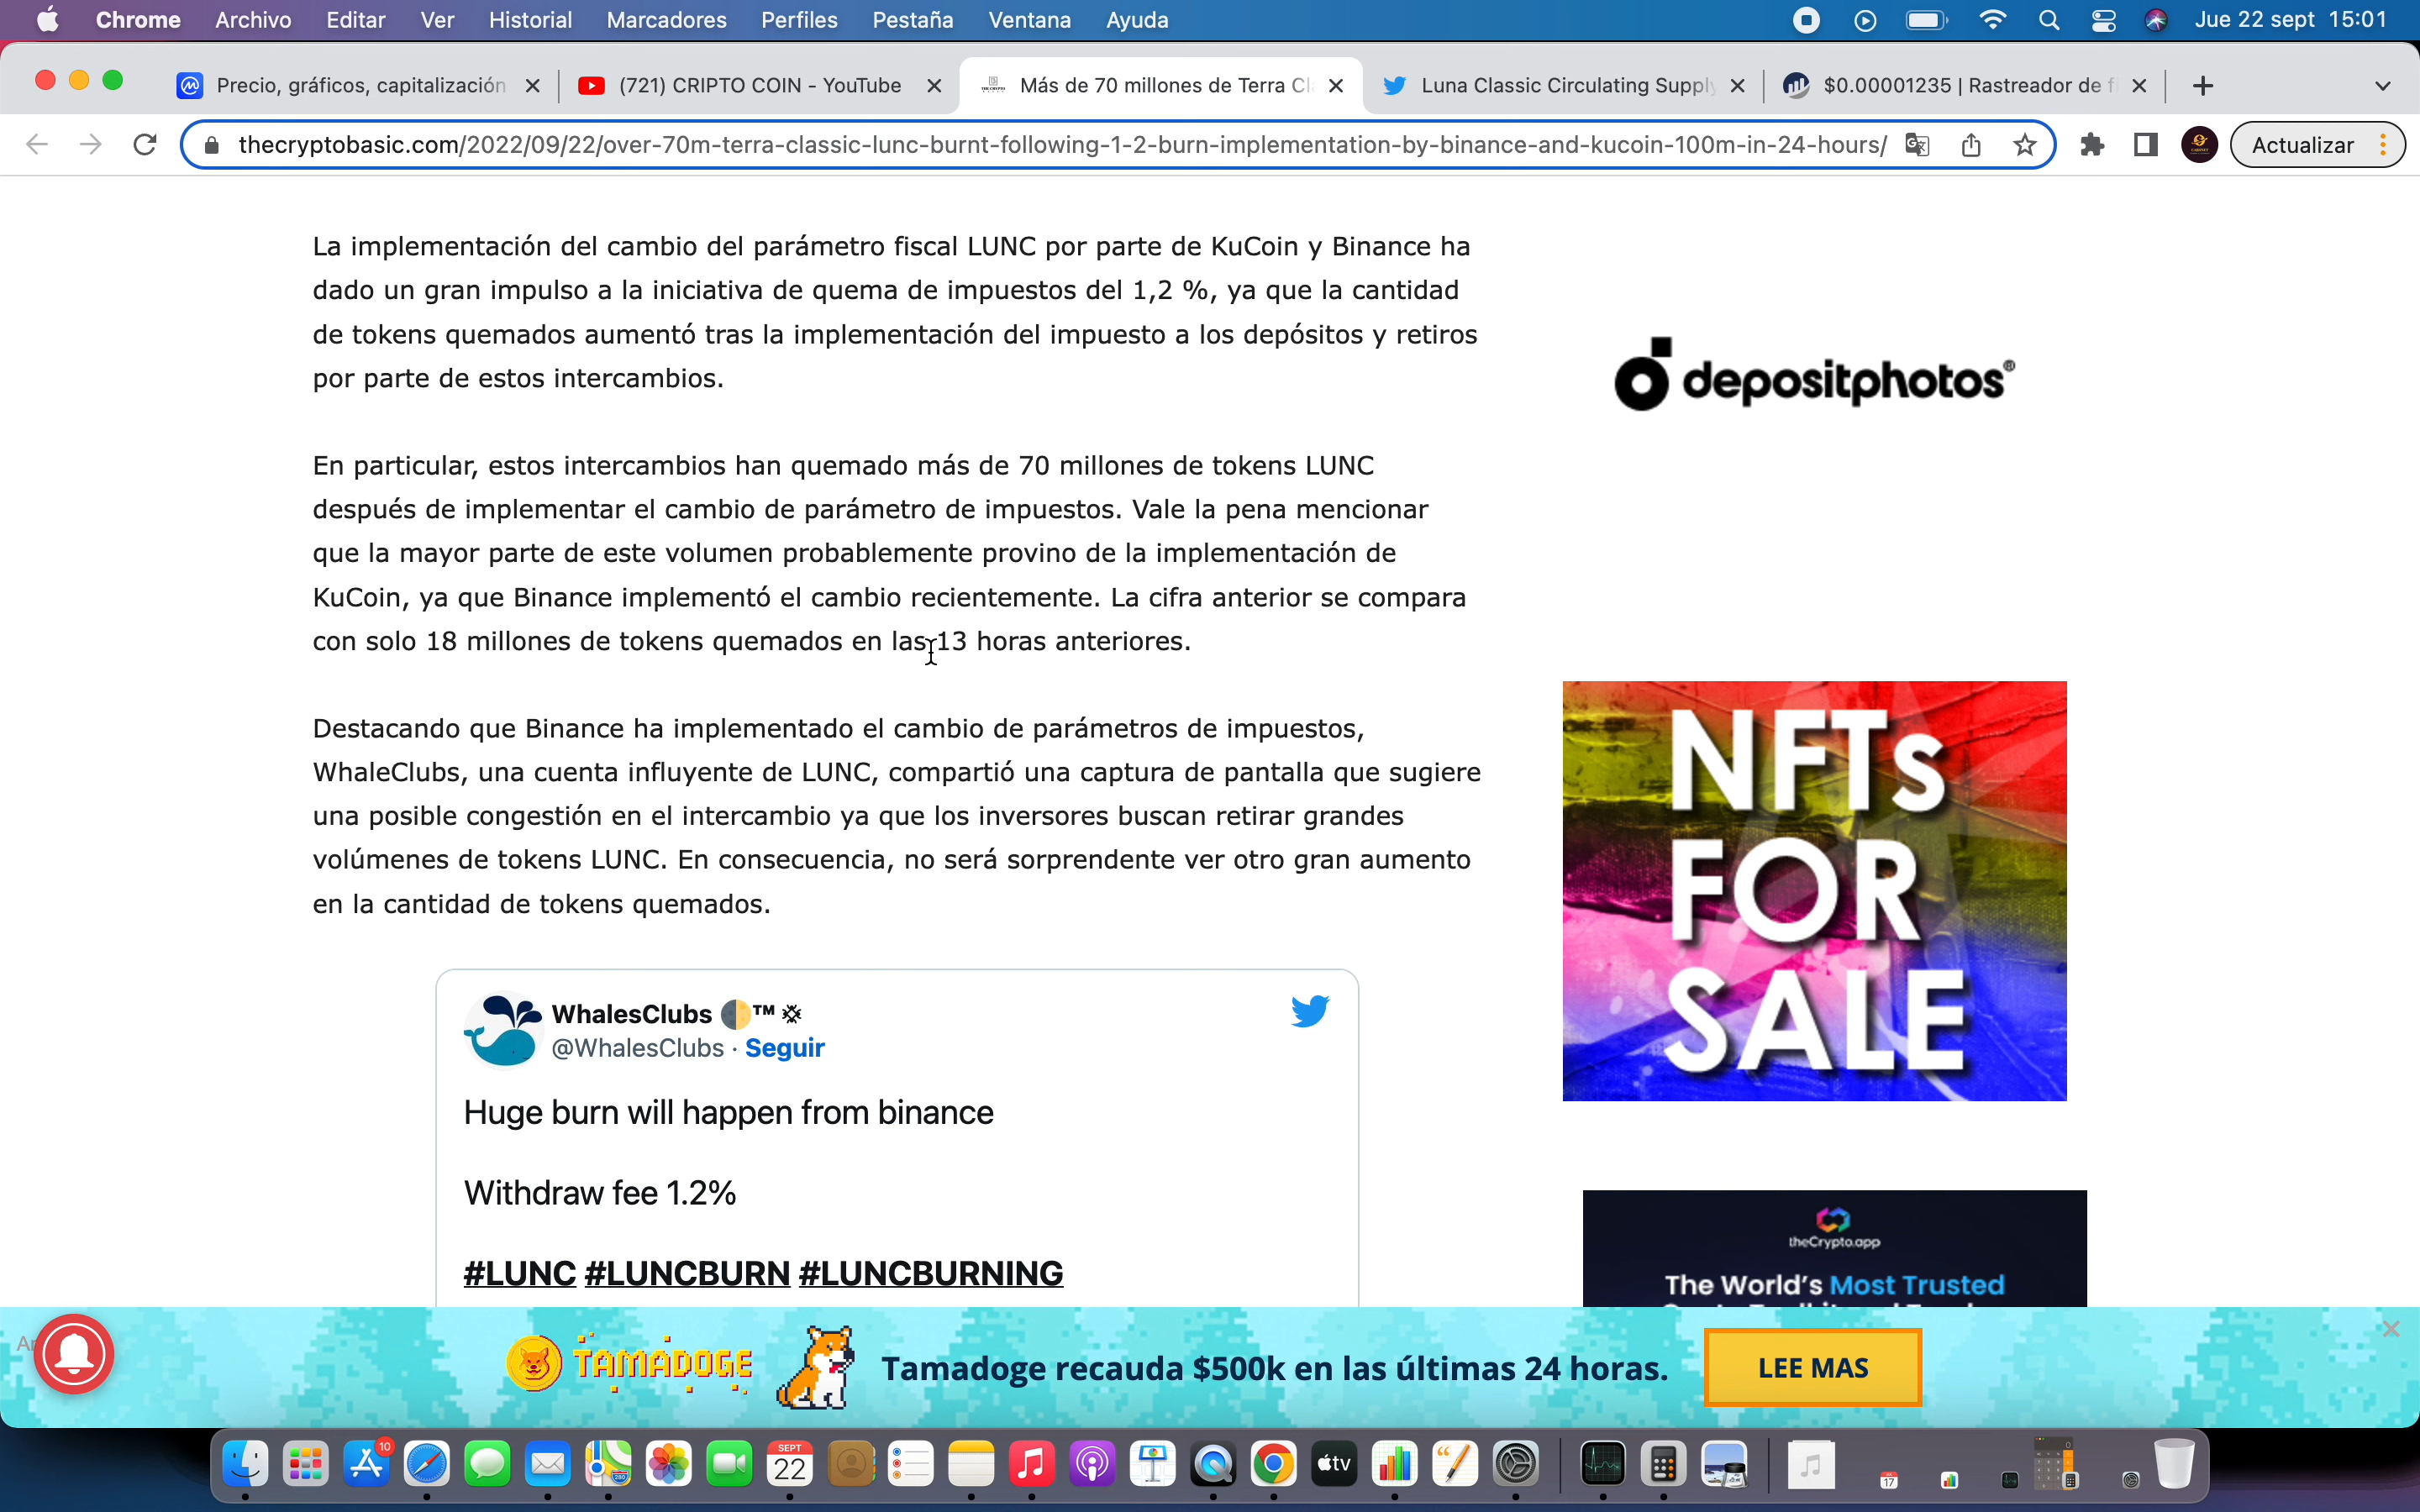 Chrome Archivo Editar Ver Historial Marcadores Perfiles Pestaña Ventana Ayuda Jue 22 sept 15:01
Precio, gráficos, capitalización (721) CRIPTO COIN - YouTube Más de 70 millones de Terra Cl Luna Classic Circulating Supply $0.00001235 | Rastreador de fi
thecryptobasic.com/2022/09/22/over-70m-terra-classic-lunc-burnt-following-1-2-burn-implementation-by-binance-and-kucoin-100m-in-24-hours/ Actualizar
La implementación del cambio del parámetro fiscal LUNC por parte de KuCoin y Binance ha
dado un gran impulso a la iniciativa de quema de impuestos del 1,2 %, ya que la cantidad
de tokens quemados aumentó tras la implementación del impuesto a los depósitos y retiros
por parte de estos intercambios.
depositphotos
En particular, estos intercambios han quemado más de 70 millones de tokens LUNC
después de implementar el cambio de parámetro de impuestos. Vale la pena mencionar
que la mayor parte de este volumen probablemente provino de la implementación de
KuCoin, ya que Binance implementó el cambio recientemente. La cifra anterior se compara
con solo 18 millones de tokens quemados en las 13 horas anteriores.
Destacando que Binance ha implementado el cambio de parámetros de impuestos,
WhaleClubs, una cuenta influyente de LUNC, compartió una captura de pantalla que sugiere
una posible congestión en el intercambio ya que los inversores buscan retirar grandes
volúmenes de tokens LUNC. En consecuencia, no será sorprendente ver otro gran aumento
en la cantidad de tokens quemados.
NFTs
FOR
SALE
WhalesClubs 🌓™
@WhalesClubs · Seguir
Huge burn will happen from binance
Withdraw fee 1.2%
#LUNC #LUNCBURN #LUNCBURNING
theCrypto.app
The World's Most Trusted
TAMADOGE
Tamadoge recauda $500k en las últimas 24 horas.
LEE MAS
10
SEPT
22
280
tv
17